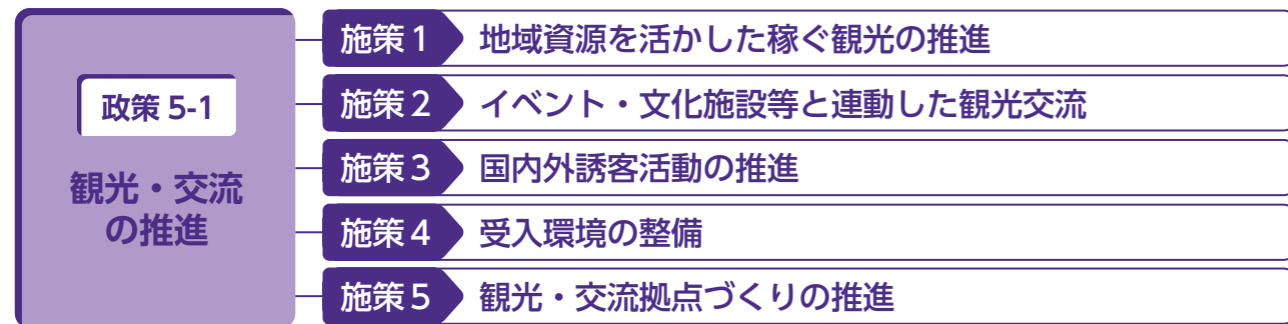 政策 5-1
観光・交流
の推進
施策 1 地域資源を活かした稼ぐ観光の推進
施策 2 イベント・文化施設等と連動した観光交流
施策 3 国内外誘客活動の推進
施策 4 受入環境の整備
施策 5 観光・交流拠点づくりの推進